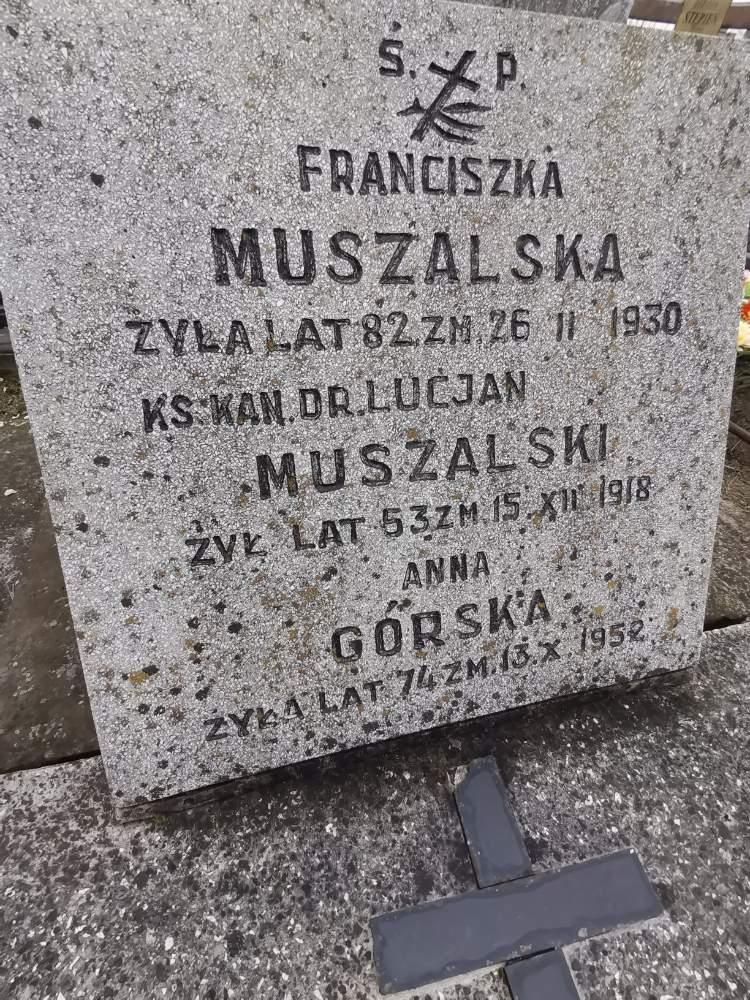 Ś. P.
FRANCISZKA
MUSZALSKA
ŻYŁA LAT 82. ZM. 26 II 1930
KS. KAN. DR. LUCJAN
MUSZALSKI
ŻYŁ LAT 53 ZM. 15. XII 1918
ANNA
GÓRSKA
ŻYŁA LAT 74 ZM. 13. X. 1952